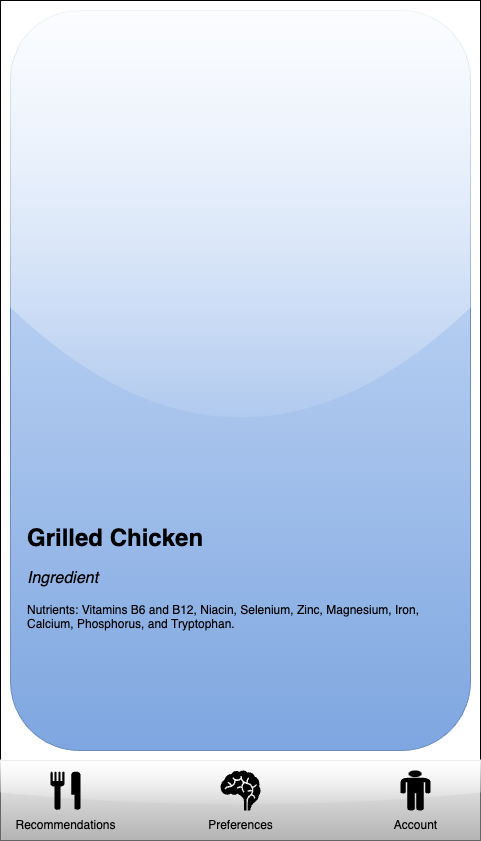 Grilled Chicken
Ingredient
Nutrients: Vitamins B6 and B12, Niacin, Selenium, Zinc, Magnesium, Iron,
Calcium, Phosphorus, and Tryptophan.
Recommendations
Preferences
Account